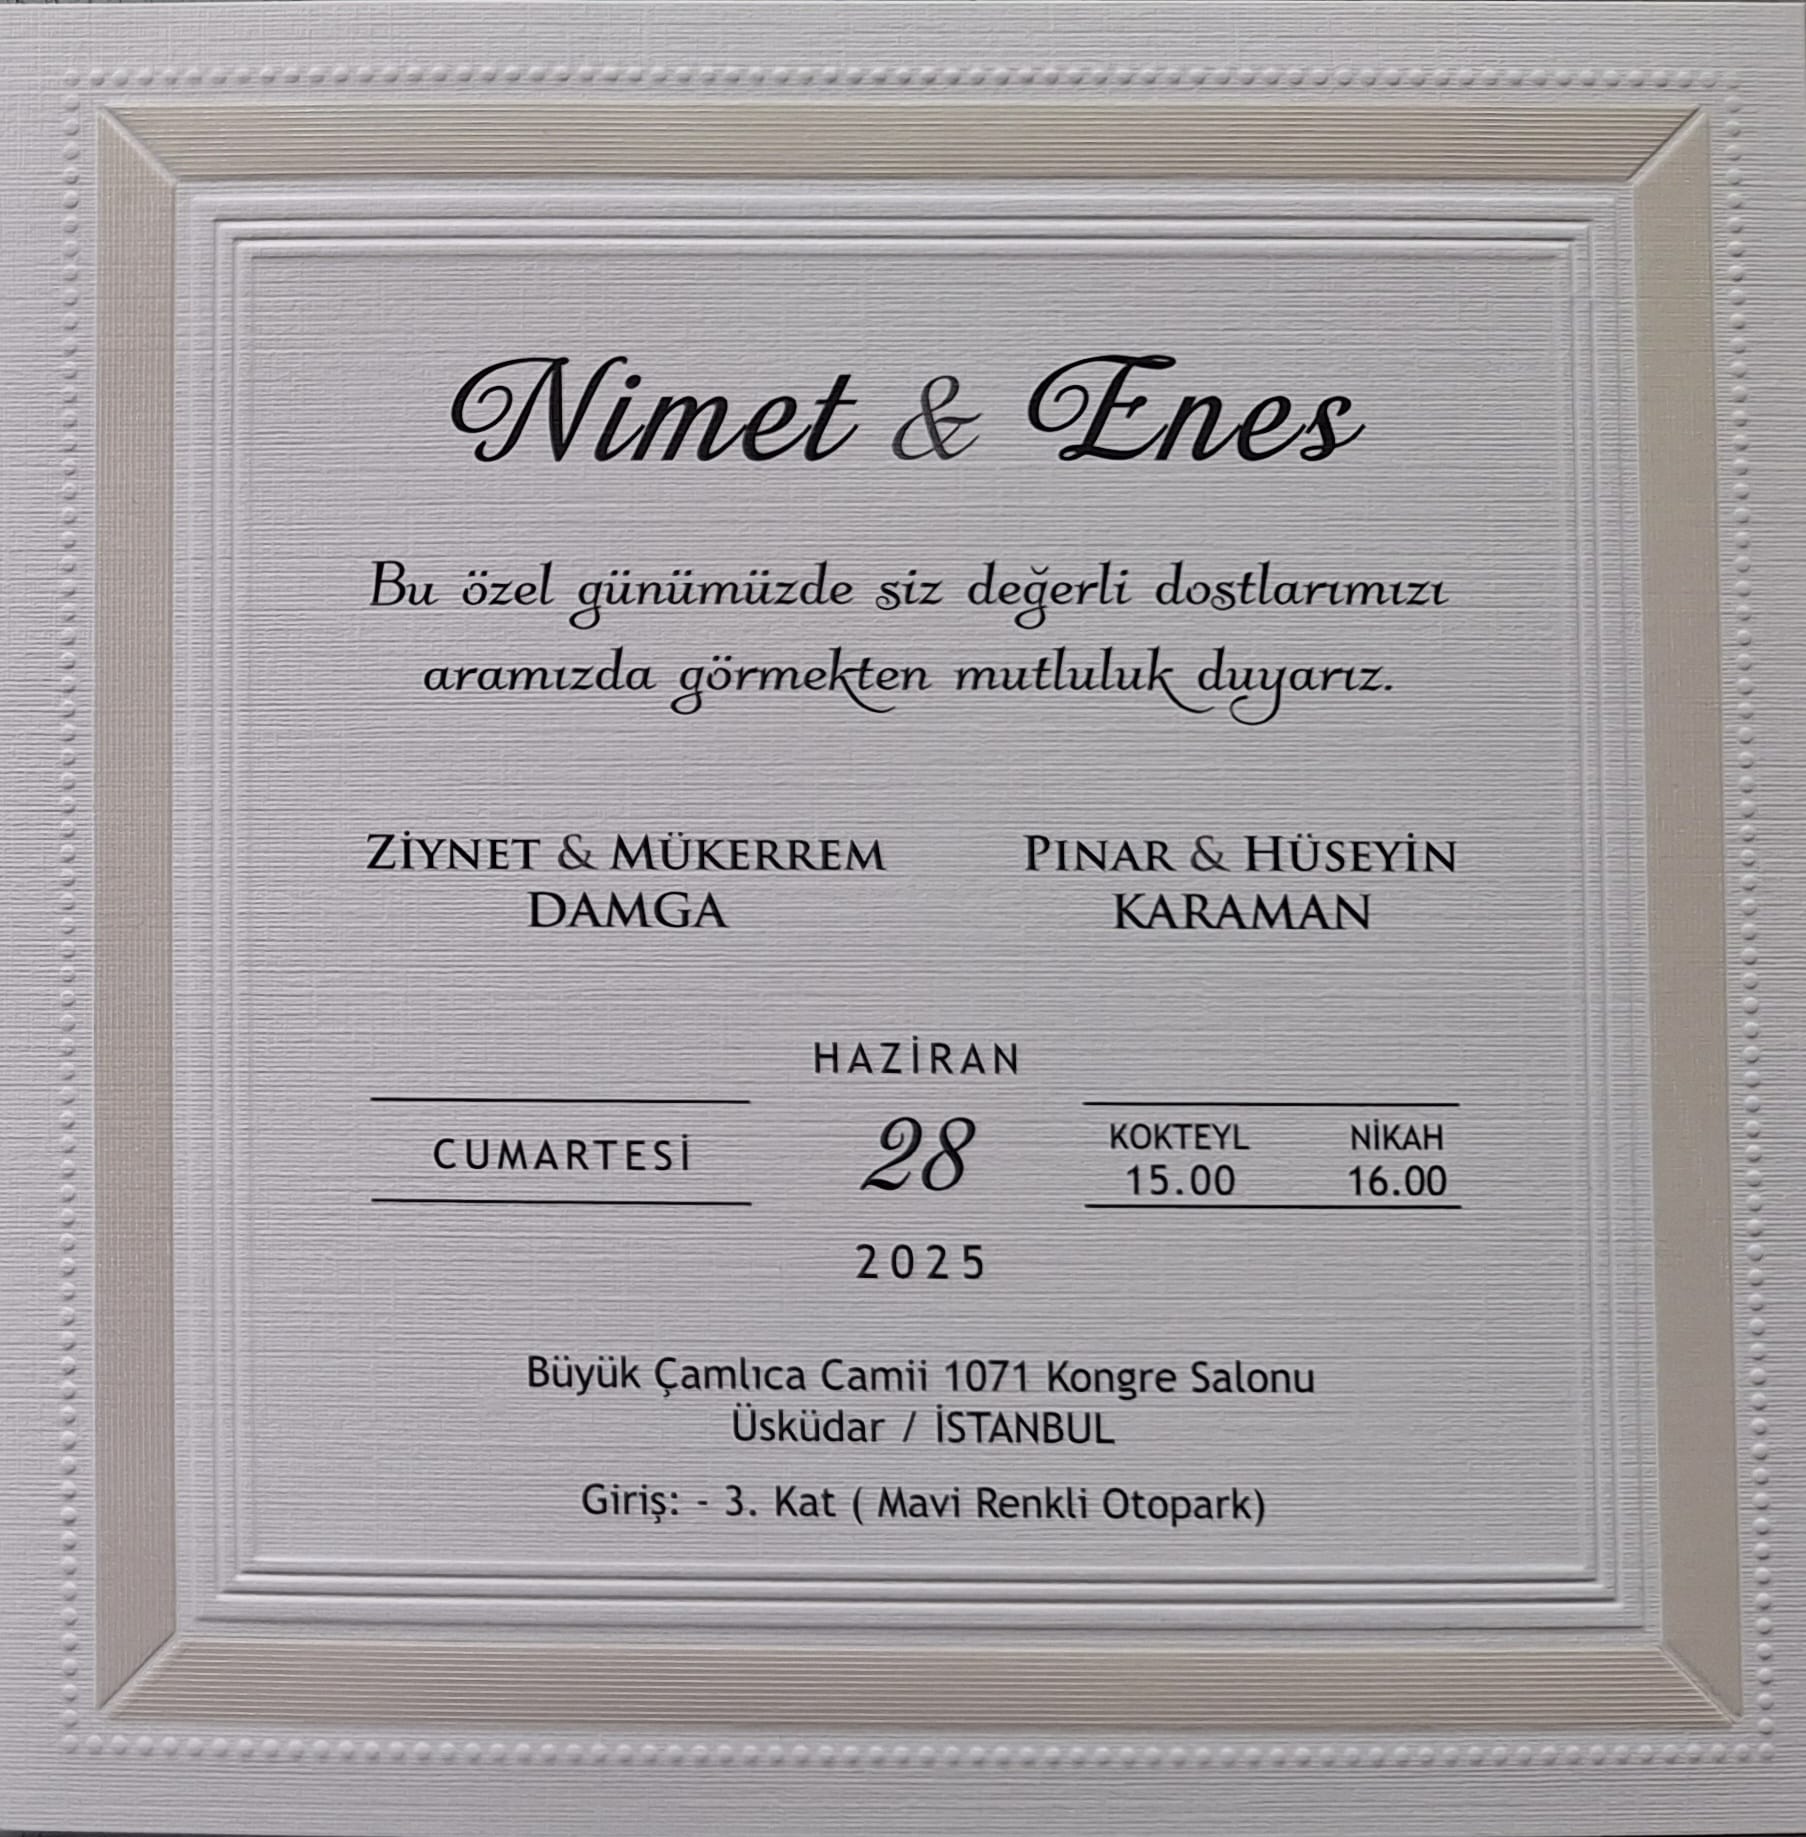 Nimet & Enes
Bu özel günümüzde siz değerli dostlarımızı
aramızda görmekten mutluluk duyarız.
ZİYNET & MÜKERREM
DAMGA
PINAR & HÜSEYİN
KARAMAN
HAZİRAN
CUMARTESİ
28
KOKTEYL
15.00
NİKAH
16.00
2025
Büyük Çamlıca Camii 1071 Kongre Salonu
Üsküdar / İSTANBUL
Giriş: - 3. Kat ( Mavi Renkli Otopark)